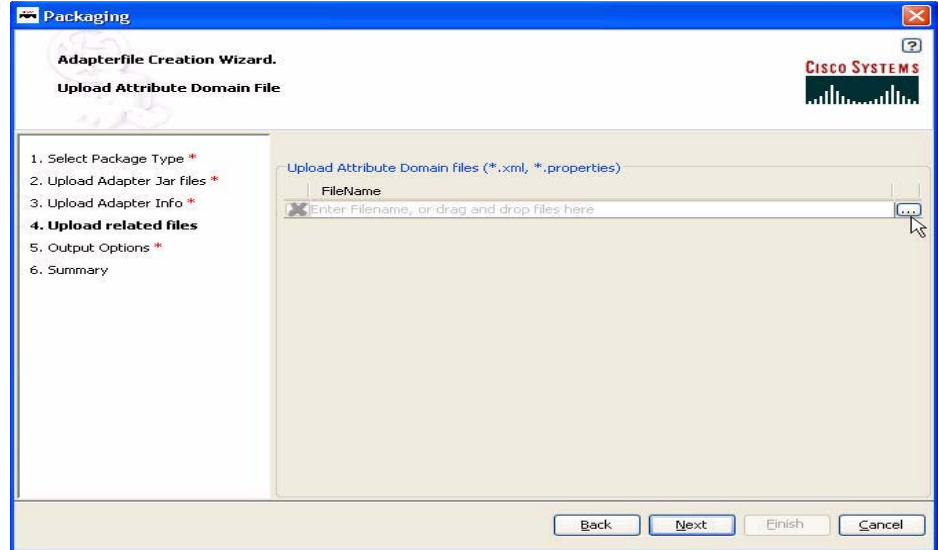 Packaging
Adapterfile Creation Wizard.
Upload Attribute Domain File
?
CISCO SYSTEMS
1. Select Package Type *
2. Upload Adapter Jar files *
3. Upload Adapter Info *
4. Upload related files
5. Output Options *
6. Summary
Upload Attribute Domain files (*.xml, *.properties)
FileName
Enter Filename, or drag and drop files here
...
Back
Next
Finish
Cancel